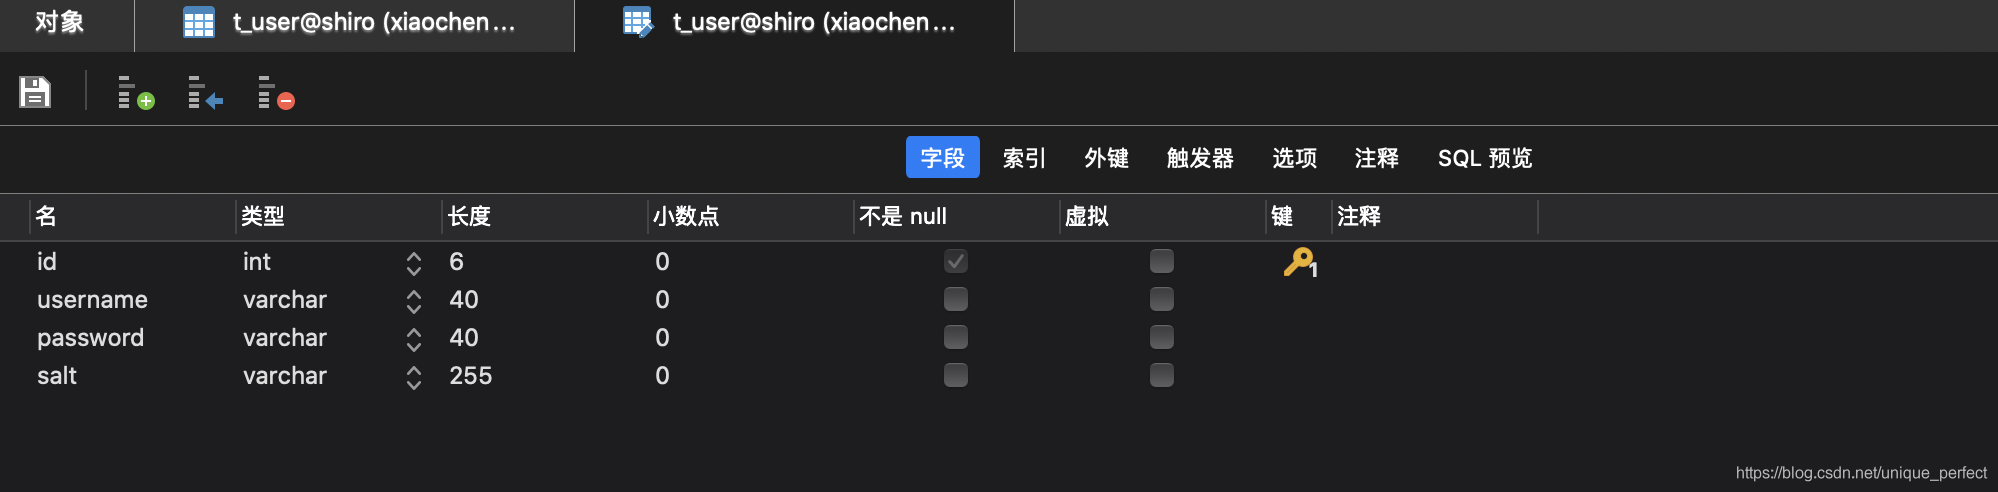 对象 t_user@shiro (xiaochen... t_user@shiro (xiaochen...
字段 索引 外键 触发器 选项 注释 SQL 预览
名 类型 长度 小数点 不是 null 虚拟 键 注释
id int 6 0 1
username varchar 40 0
password varchar 40 0
salt varchar 255 0
https://blog.csdn.net/unique_perfect